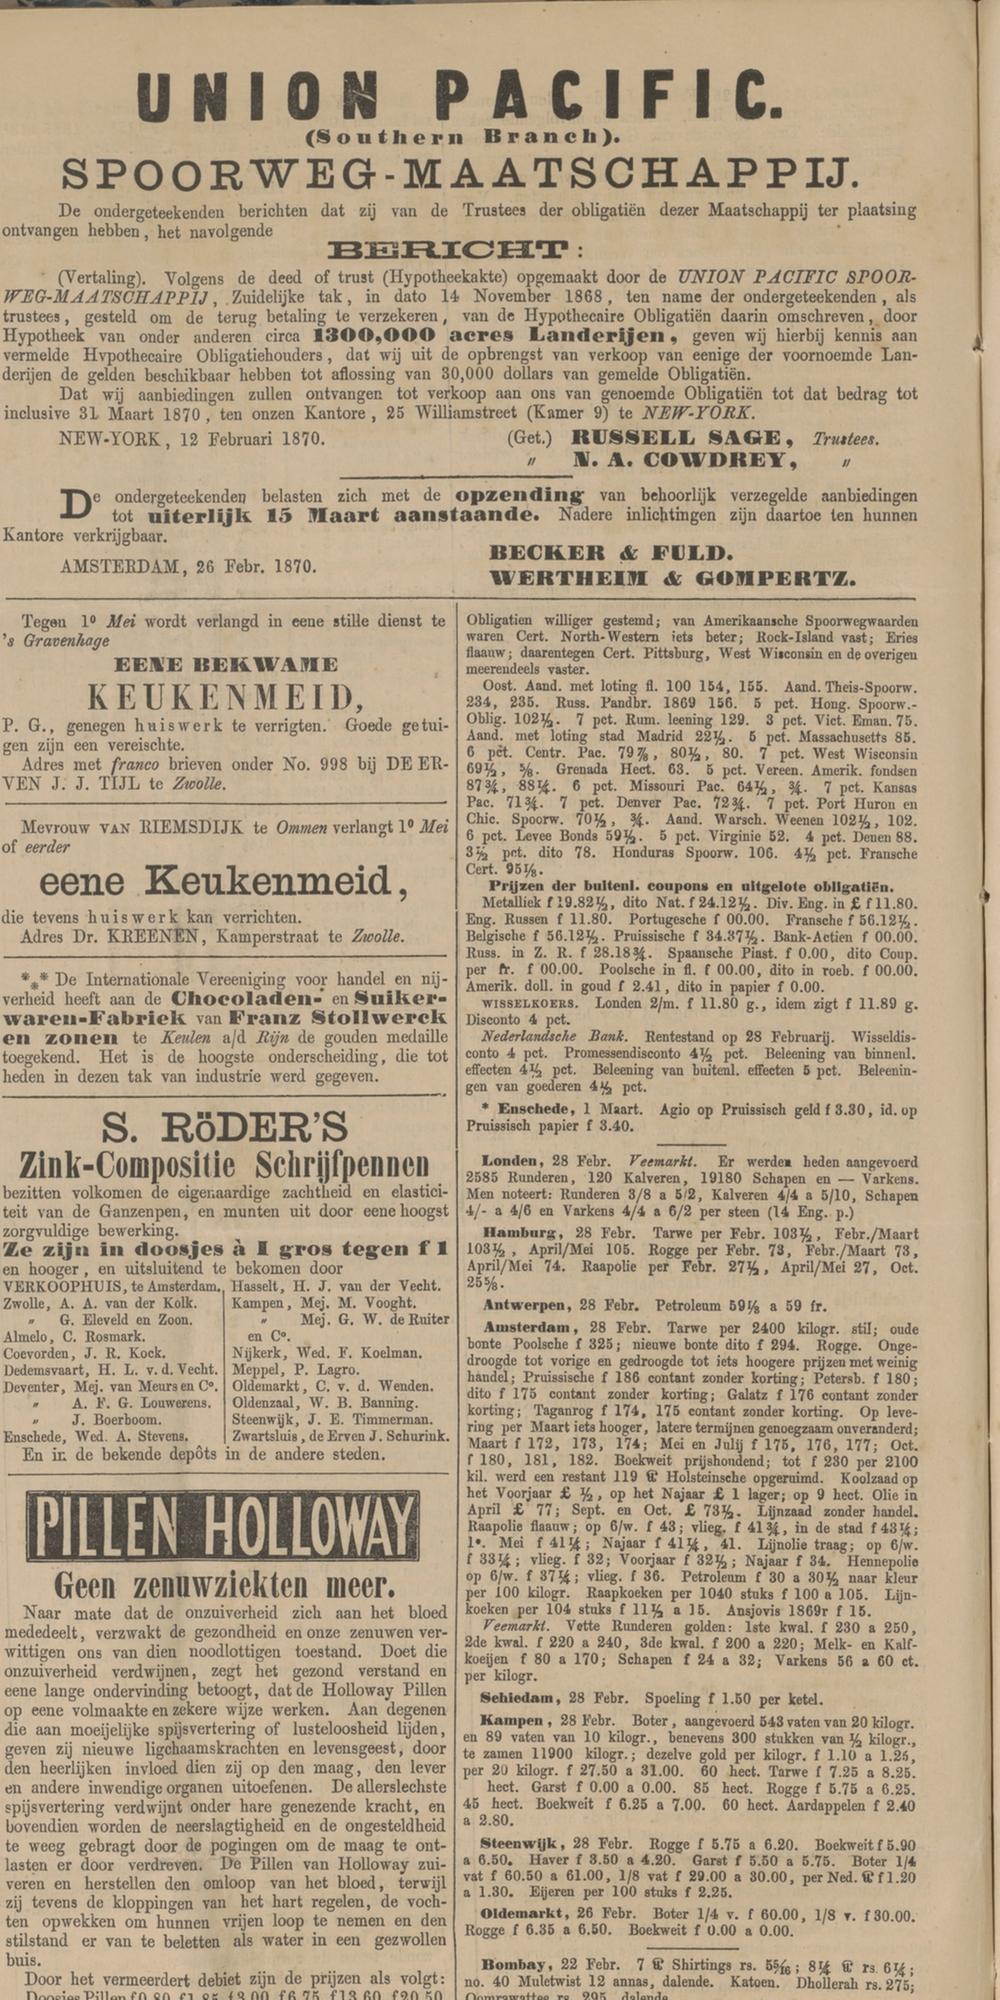 UNION PACIFIC.
(Southern Branch).
SPOORWEG-MAATSCHAPPIJ.
De ondergeteekenden berichten dat zij van de Trustees der obligatiën dezer Maatschappij ter plaatsing
ontvangen hebben, het navolgende
BERICHT:
(Vertaling). Volgens de deed of trust (Hypotheekakte) opgemaakt door de UNION PACIFIC SPOOR-
WEG-MAATSCHAPPIJ, Zuidelijke tak, in dato 14 November 1868, ten name der ondergeteekenden, als
trustees, gesteld om de terug betaling te verzekeren, van de Hypothecaire Obligatiën daarin omschreven, door
Hypotheek van onder anderen circa 1300,000 acres Landerijen, geven wij hierbij kennis aan
vermelde Hypothecaire Obligatiehouders, dat wij uit de opbrengst van verkoop van eenige der voornoemde Lan-
derijen de gelden beschikbaar hebben tot aflossing van 30,000 dollars van gemelde Obligatiën.
Dat wij aanbiedingen zullen ontvangen tot verkoop aan ons van genoemde Obligatiën tot dat bedrag tot
inclusive 31 Maart 1870, ten onzen Kantore, 25 Williamstreet (Kamer 9) te NEW-YORK.
NEW-YORK, 12 Februari 1870. (Get.) RUSSELL SAGE, Trustees.
" N. A. COWDREY, "
De ondergeteekenden belasten zich met de opzending van behoorlijk verzegelde aanbiedingen
tot uiterlijk 15 Maart aanstaande. Nadere inlichtingen zijn daartoe ten hunnen
Kantore verkrijgbaar.
BECKER & FULD.
AMSTERDAM, 26 Febr. 1870.
WERTHEIM & GOMPERTZ.
Tegen 1º Mei wordt verlangd in eene stille dienst te
's Gravenhage
EENE BEKWAME
KEUKENMEID,
P. G., genegen huiswerk te verrigten. Goede getui-
gen zijn een vereischte.
Adres met franco brieven onder No. 998 bij DE ER-
VEN J. J. TIJL te Zwolle.
Mevrouw VAN RIEMSDIJK te Ommen verlangt 1º Mei
of eerder
eene Keukenmeid,
die tevens huiswerk kan verrichten.
Adres Dr. KREENEN, Kamperstraat te Zwolle.
*** De Internationale Vereeniging voor handel en nij-
verheid heeft aan de Chocoladen- en Suiker-
waren-Fabriek van Franz Stollwerck
en zonen te Keulen a/d Rijn de gouden medaille
toegekend. Het is de hoogste onderscheiding, die tot
heden in dezen tak van industrie werd gegeven.
S. RöDER'S
Zink-Compositie Schrijfpennen
bezitten volkomen de eigenaardige zachtheid en elastici-
teit van de Ganzenpen, en munten uit door eene hoogst
zorgvuldige bewerking.
Ze zijn in doosjes à 1 gros tegen f 1
en hooger, en uitsluitend te bekomen door
VERKOOPHUIS, te Amsterdam.
Zwolle, A. A. van der Kolk.
" G. Eleveld en Zoon.
Almelo, C. Rosmark.
Coevorden, J. R. Kock.
Dedemsvaart, H. L. v. d. Vecht.
Deventer, Mej. van Meurs en Cº.
" A. F. G. Louwerens.
" J. Boerboom.
Enschede, Wed. A. Stevens.
Hasselt, H. J. van der Vecht.
Kampen, Mej. M. Vooght.
" Mej. G. W. de Ruiter
en Cº.
Nijkerk, Wed. F. Koelman.
Meppel, P. Lagro.
Oldemarkt, C. v. d. Wenden.
Oldenzaal, W. B. Banning.
Steenwijk, J. E. Timmerman.
Zwartsluis, de Erven J. Schurink.
En in de bekende depôts in de andere steden.
PILLEN HOLLOWAY
Geen zenuwziekten meer.
Naar mate dat de onzuiverheid zich aan het bloed
mededeelt, verzwakt de gezondheid en onze zenuwen ver-
wittigen ons van dien noodlottigen toestand. Doet die
onzuiverheid verdwijnen, zegt het gezond verstand en
eene lange ondervinding betoogt, dat de Holloway Pillen
op eene volmaakte en zekere wijze werken. Aan degenen
die aan moeijelijke spijsvertering of lusteloosheid lijden,
geven zij nieuwe ligchaamskrachten en levensgeest, door
den heerlijken invloed dien zij op den maag, den lever
en andere inwendige organen uitoefenen. De allerslechste
spijsvertering verdwijnt onder hare genezende kracht, en
bovendien worden de neerslagtigheid en de ongesteldheid
te weeg gebragt door de pogingen om de maag te ont-
lasten er door verdreven. De Pillen van Holloway zui-
veren en herstellen den omloop van het bloed, terwijl
zij tevens de kloppingen van het hart regelen, de voch-
ten opwekken om hunnen vrijen loop te nemen en den
stilstand er van te beletten als water in een gezwollen
buis.
Door het vermeerdert debiet zijn de prijzen als volgt:
Doosjes Pillen f 0.80, f 1.85, f 3.00, f 6.75, f 13.60, f 20.50
Obligatien williger gestemd; van Amerikaansche Spoorwegwaarden
waren Cert. North-Western iets beter; Rock-Island vast; Eries
flaauw; daarentegen Cert. Pittsburg, West Wisconsin en de overigen
meerendeels vaster.
Oost. Aand. met loting fl. 100 154, 155. Aand. Theis-Spoorw.
234, 235. Russ. Pandbr. 1869 156. 5 pct. Hong. Spoorw.-
Oblig. 102½. 7 pct. Rum. leening 129. 3 pct. Vict. Eman. 75.
Aand. met loting stad Madrid 22½. 5 pct. Massachusetts 85.
6 pct. Centr. Pac. 79⅞, 80½, 80. 7 pct. West Wisconsin
69½, ⅝. Grenada Hect. 63. 5 pct. Vereen. Amerik. fondsen
87¾, 88¼. 6 pct. Missouri Pac. 64½, ¾. 7 pct. Kansas
Pac. 71¾. 7 pct. Denver Pac. 72¾. 7 pct. Port Huron en
Chic. Spoorw. 70½, ¾. Aand. Warsch. Weenen 102½, 102.
6 pct. Levee Bonds 59½. 5 pct. Virginie 52. 4 pct. Denen 88.
3½ pct. dito 78. Honduras Spoorw. 106. 4½ pct. Fransche
Cert. 95⅛.
Prijzen der buitenl. coupons en uitgelote obligatiën.
Metalliek f 19.82½, dito Nat. f 24.12½. Div. Eng. in £ f 11.80.
Eng. Russen f 11.80. Portugesche f 00.00. Fransche f 56.12½.
Belgische f 56.12½. Pruissische f 34.37½. Bank-Actien f 00.00.
Russ. in Z. R. f 28.18¾. Spaansche Piast. f 0.00, dito Coup.
per fr. f 00.00. Poolsche in fl. f 00.00, dito in roeb. f 00.00.
Amerik. doll. in goud f 2.41, dito in papier f 0.00.
WISSELKOERS. Londen 2/m. f 11.80 g., idem zigt f 11.89 g.
Disconto 4 pct.
Nederlandsche Bank. Rentestand op 28 Februarij. Wisseldis-
conto 4 pct. Promessendisconto 4½ pct. Beleening van binnenl.
effecten 4½ pct. Beleening van buitenl. effecten 5 pct. Beleenin-
gen van goederen 4½ pct.
* Enschede, 1 Maart. Agio op Pruissisch geld f 3.30, id. op
Pruissisch papier f 3.40.
Londen, 28 Febr. Veemarkt. Er werden heden aangevoerd
2585 Runderen, 120 Kalveren, 19180 Schapen en — Varkens.
Men noteert: Runderen 3/8 a 5/2, Kalveren 4/4 a 5/10, Schapen
4/- a 4/6 en Varkens 4/4 a 6/2 per steen (14 Eng. p.)
Hamburg, 28 Febr. Tarwe per Febr. 103½, Febr./Maart
103½, April/Mei 105. Rogge per Febr. 73, Febr./Maart 73,
April/Mei 74. Raapolie per Febr. 27½, April/Mei 27, Oct.
25⅝.
Antwerpen, 28 Febr. Petroleum 59⅛ a 59 fr.
Amsterdam, 28 Febr. Tarwe per 2400 kilogr. stil; oude
bonte Poolsche f 325; nieuwe bonte dito f 294. Rogge. Onge-
droogde tot vorige en gedroogde tot iets hoogere prijzen met weinig
handel; Pruissische f 186 contant zonder korting; Petersb. f 180;
dito f 175 contant zonder korting; Galatz f 176 contant zonder
korting; Taganrog f 174, 175 contant zonder korting. Op leve-
ring per Maart iets hooger, latere termijnen genoegzaam onveranderd;
Maart f 172, 173, 174; Mei en Julij f 175, 176, 177; Oct.
f 180, 181, 182. Boekweit prijshoudend; tot f 230 per 2100
kil. werd een restant 119 ℔ Holsteinsche opgeruimd. Koolzaad op
het Voorjaar £ ½, op het Najaar £ 1 lager; op 9 hect. Olie in
April £ 77; Sept. en Oct. £ 73½. Lijnzaad zonder handel.
Raapolie flaauw; op 6/w. f 43; vlieg. f 41¾, in de stad f 43¼;
1º. Mei f 41¼; Najaar f 41¼, 41. Lijnolie traag; op 6/w.
f 33¼; vlieg. f 32; Voorjaar f 32½; Najaar f 34. Hennepolie
op 6/w. f 37¼; vlieg. f 36. Petroleum f 30 a 30½ naar kleur
per 100 kilogr. Raapkoeken per 1040 stuks f 100 a 105. Lijn-
koeken per 104 stuks f 11½ a 15. Ansjovis 1869r f 15.
Veemarkt. Vette Runderen golden: 1ste kwal. f 230 a 250,
2de kwal. f 220 a 240, 3de kwal. f 200 a 220; Melk- en Kalf-
koeijen f 80 a 170; Schapen f 24 a 32; Varkens 56 a 60 ct.
per kilogr.
Schiedam, 28 Febr. Spoeling f 1.50 per ketel.
Kampen, 28 Febr. Boter, aangevoerd 543 vaten van 20 kilogr.
en 89 vaten van 10 kilogr., benevens 300 stukken van ½ kilogr.,
te zamen 11900 kilogr.; dezelve gold per kilogr. f 1.10 a 1.25,
per 20 kilogr. f 27.50 a 31.00. 60 hect. Tarwe f 7.25 a 8.25.
hect. Garst f 0.00 a 0.00. 85 hect. Rogge f 5.75 a 6.25.
45 hect. Boekweit f 6.25 a 7.00. 60 hect. Aardappelen f 2.40
a 2.80.
Steenwijk, 28 Febr. Rogge f 5.75 a 6.20. Boekweit f 5.90
a 6.50. Haver f 3.50 a 4.20. Garst f 5.50 a 5.75. Boter 1/4
vat f 60.50 a 61.00, 1/8 vat f 29.00 a 30.00, per Ned. ℔ f 1.20
a 1.30. Eijeren per 100 stuks f 2.25.
Oldemarkt, 26 Febr. Boter 1/4 v. f 60.00, 1/8 v. f 30.00.
Rogge f 6.35 a 6.50. Boekweit f 0.00 a 0.00.
Bombay, 22 Febr. 7 ℔ Shirtings rs. 5⁵⁄₁₆; 8¼ ℔ rs. 6¼;
no. 40 Muletwist 12 annas, dalende. Katoen. Dhollerah rs. 275;
Oomrawattee rs. 295, dalende.